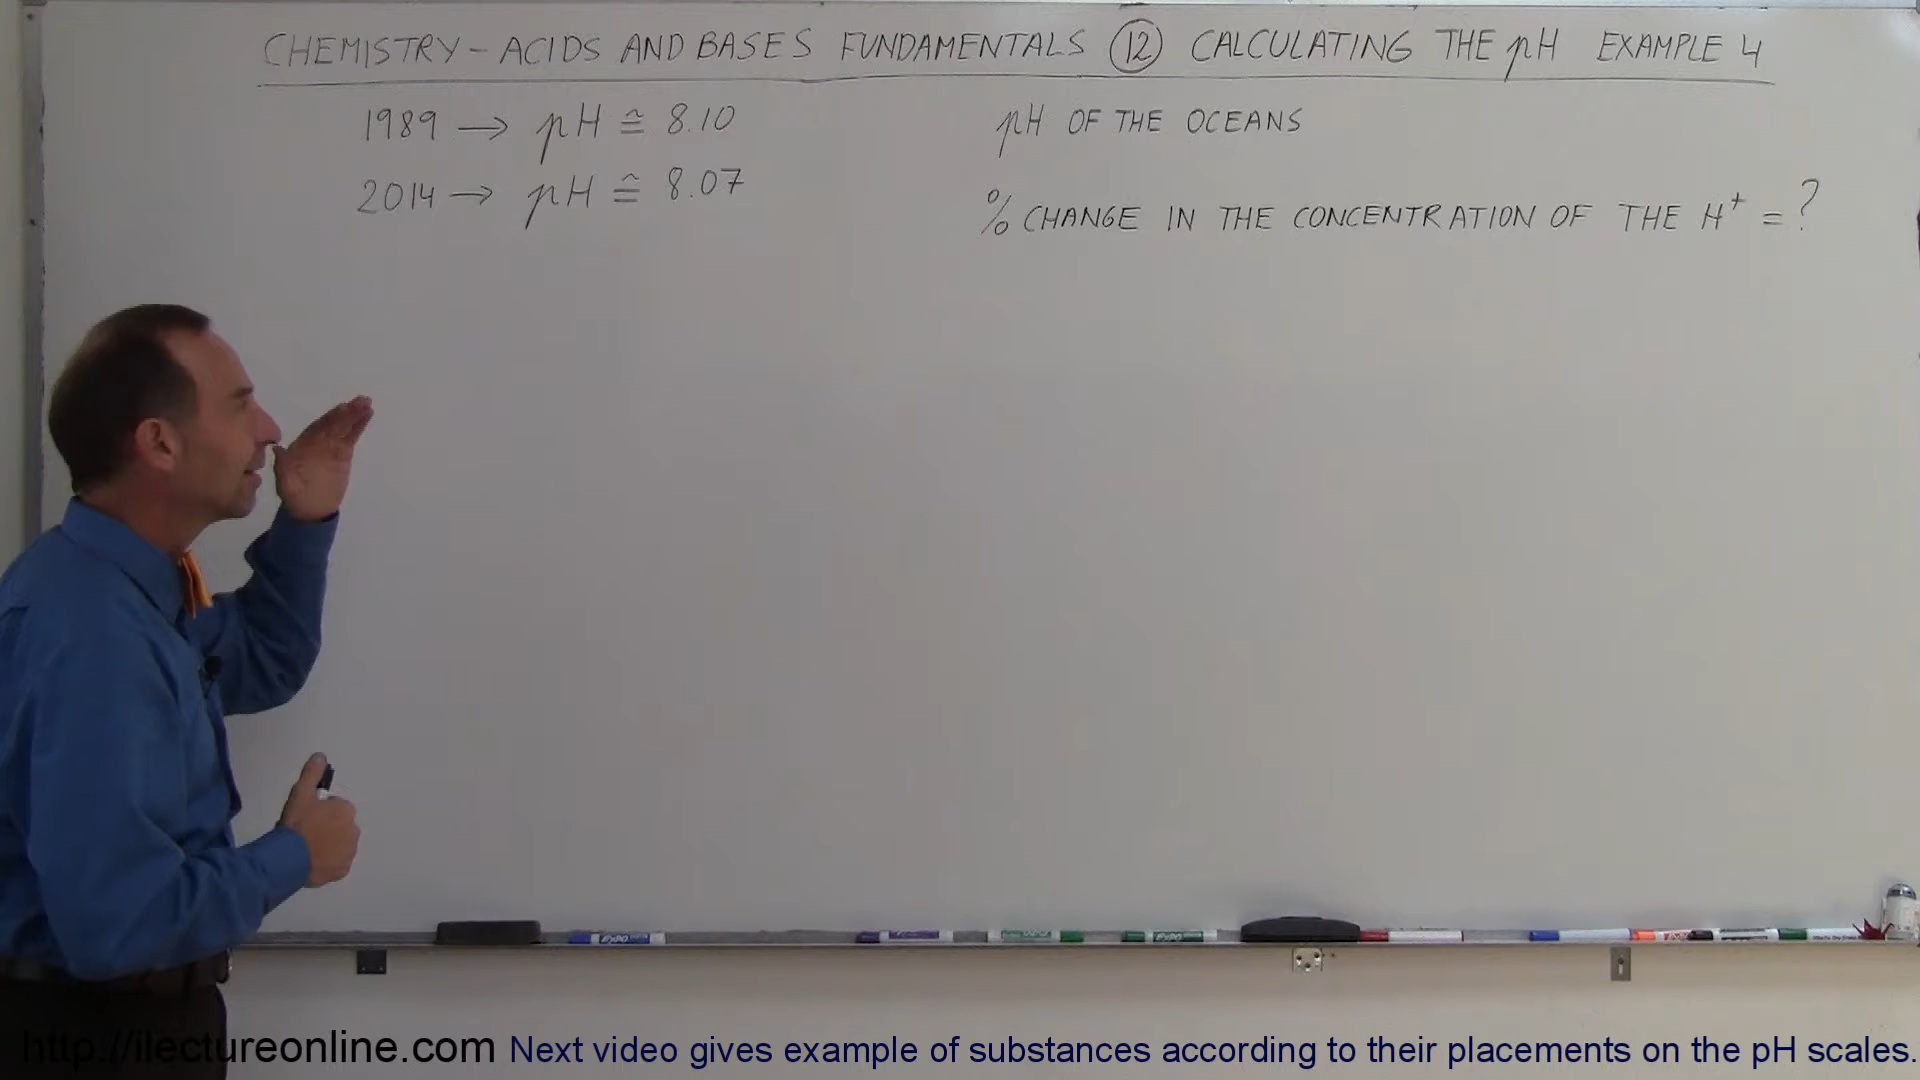 CHEMISTRY - ACIDS AND BASES FUNDAMENTALS ⑫ CALCULATING THE pH EXAMPLE 4
1989 → pH ≅ 8.10
2014 → pH ≅ 8.07
pH OF THE OCEANS
% CHANGE IN THE CONCENTRATION OF THE H⁺ = ?
EXPO
http://ilectureonline.com Next video gives example of substances according to their placements on the pH scales.